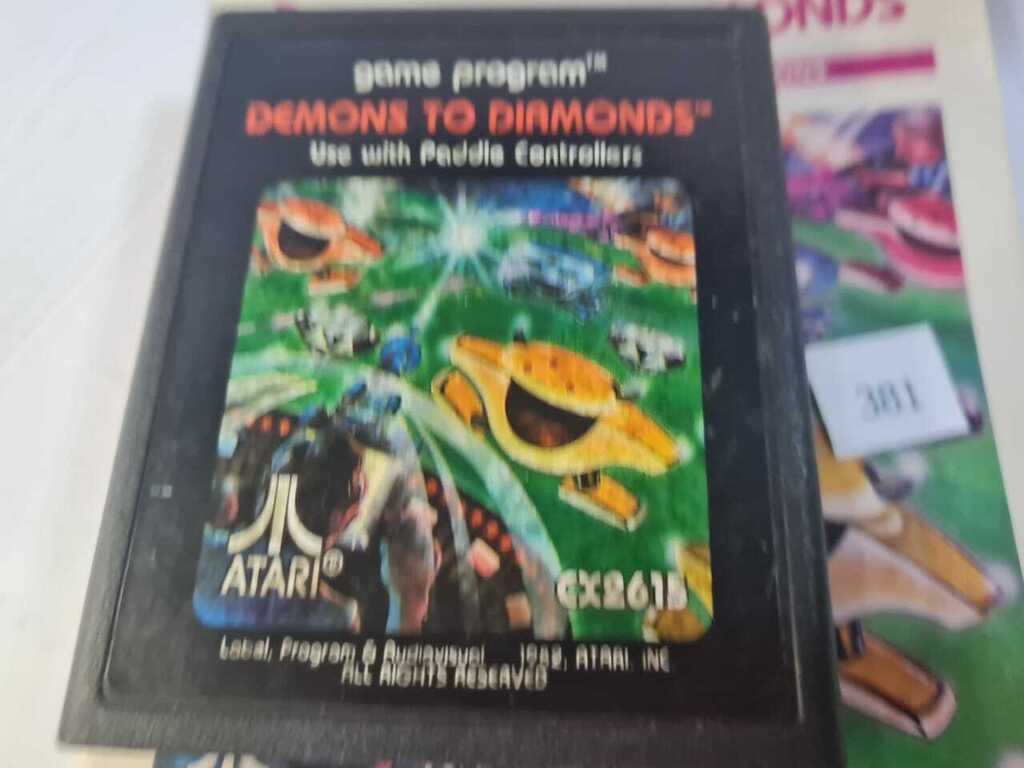 ONDS
game program™
DEMONS TO DIAMONDS™
Use with Paddle Controllers
381
ATARI®
CX2615
Label, Program & Audiovisual 1982, ATARI, INC.
ALL RIGHTS RESERVED